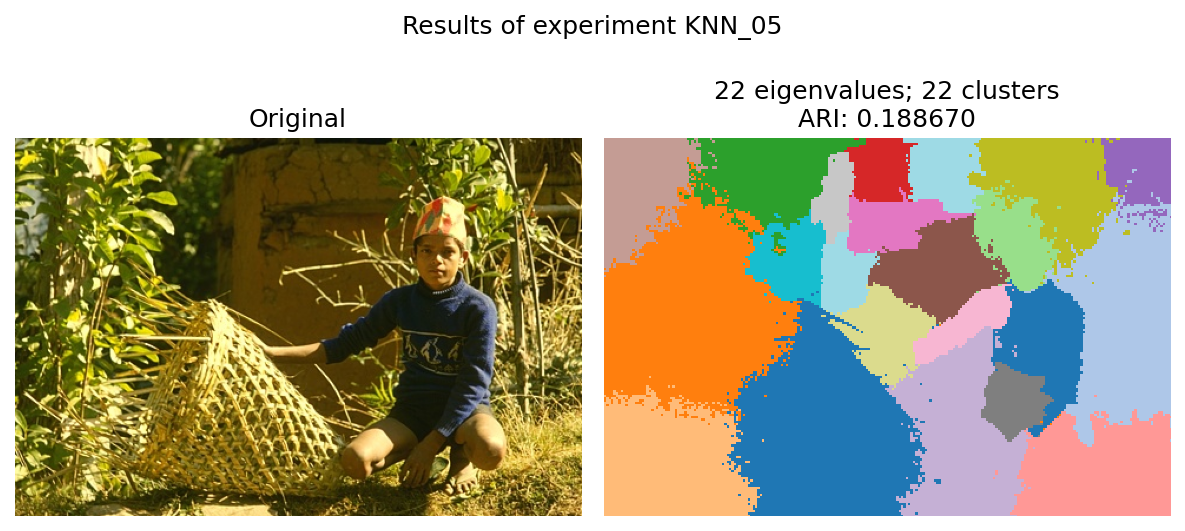 Results of experiment KNN_05
Original
22 eigenvalues; 22 clusters
ARI: 0.188670